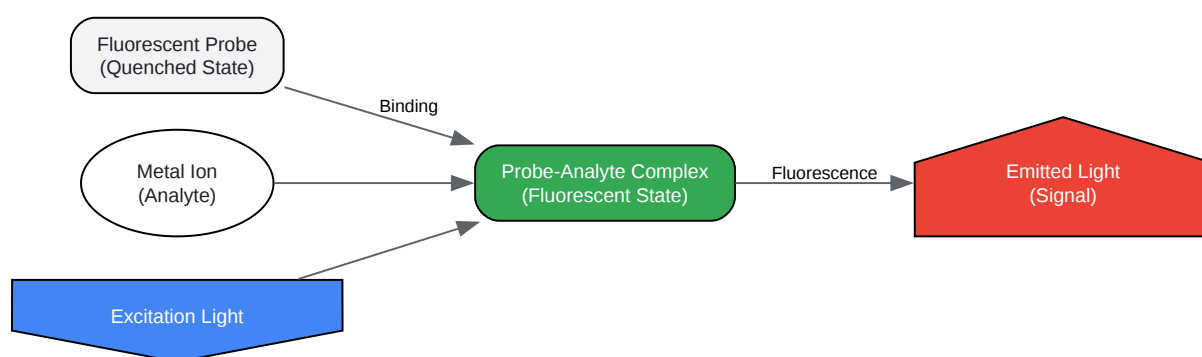 Fluorescent Probe
(Quenched State)
Binding
Metal Ion
(Analyte)
Probe-Analyte Complex
(Fluorescent State)
Fluorescence
Emitted Light
(Signal)
Excitation Light